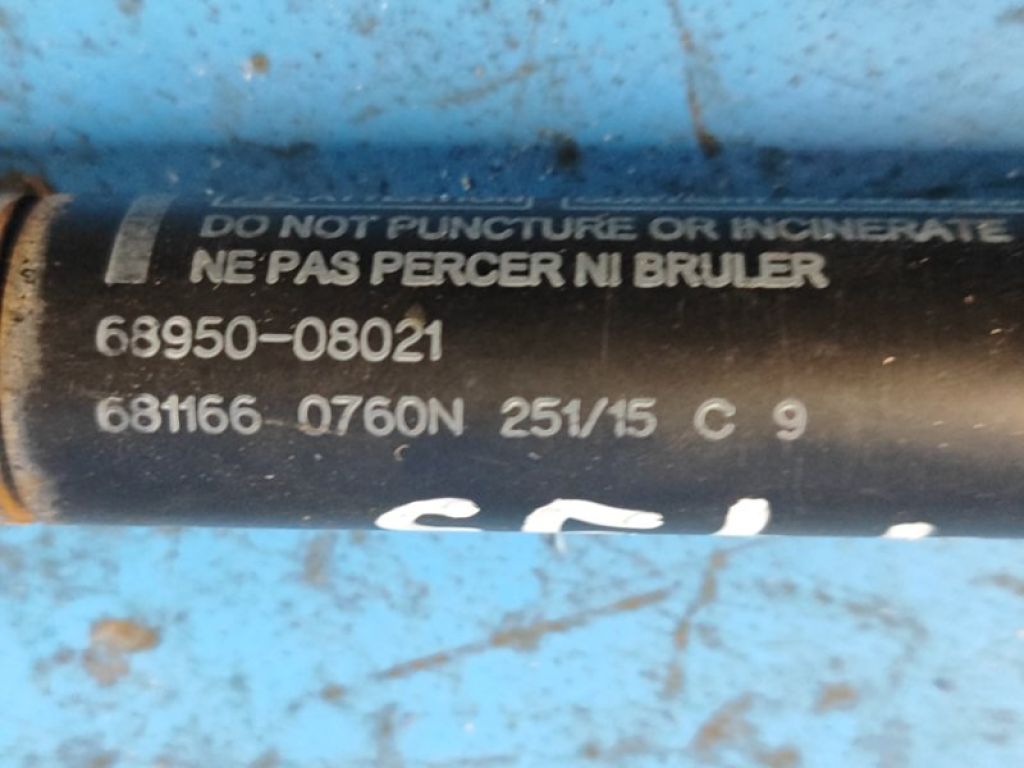 DO NOT PUNCTURE OR INCINERATE
NE PAS PERCER NI BRULER
68950-08021
681166 0760N 251/15 C 9